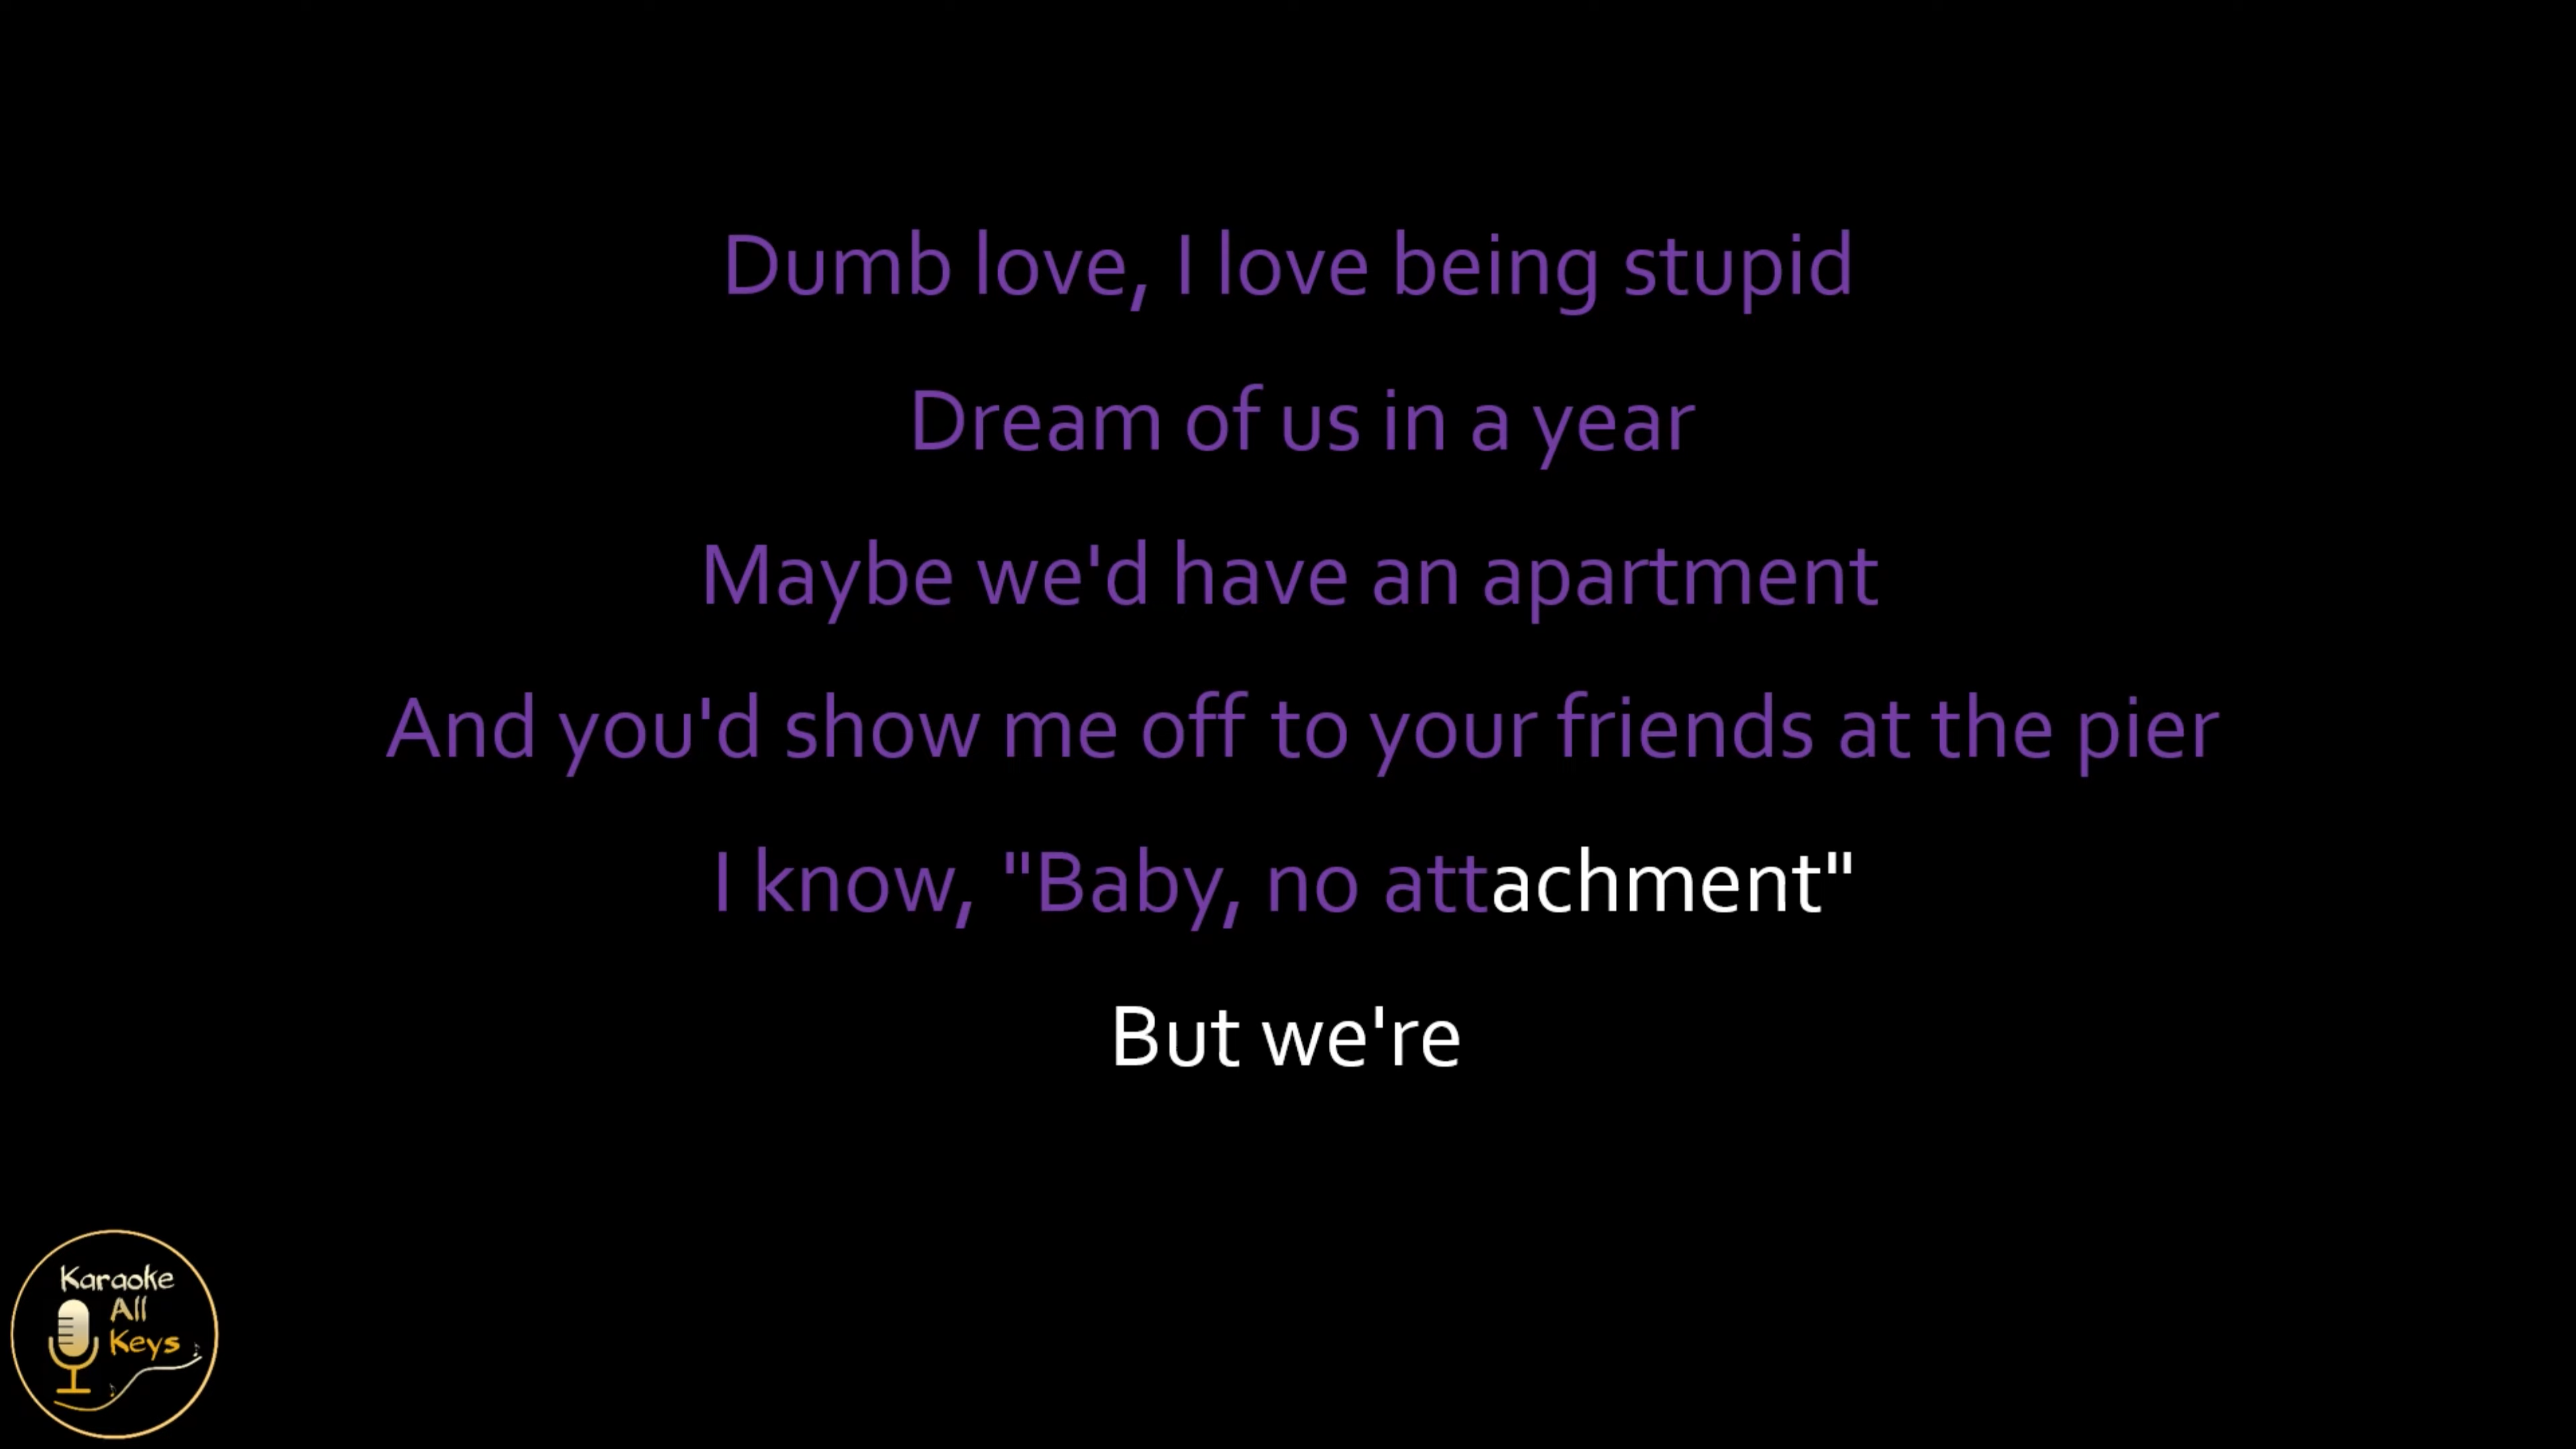 Dumb love, I love being stupid
Dream of us in a year
Maybe we'd have an apartment
And you'd show me off to your friends at the pier
I know, "Baby, no attachment"
But we're
Karaoke
All
Keys